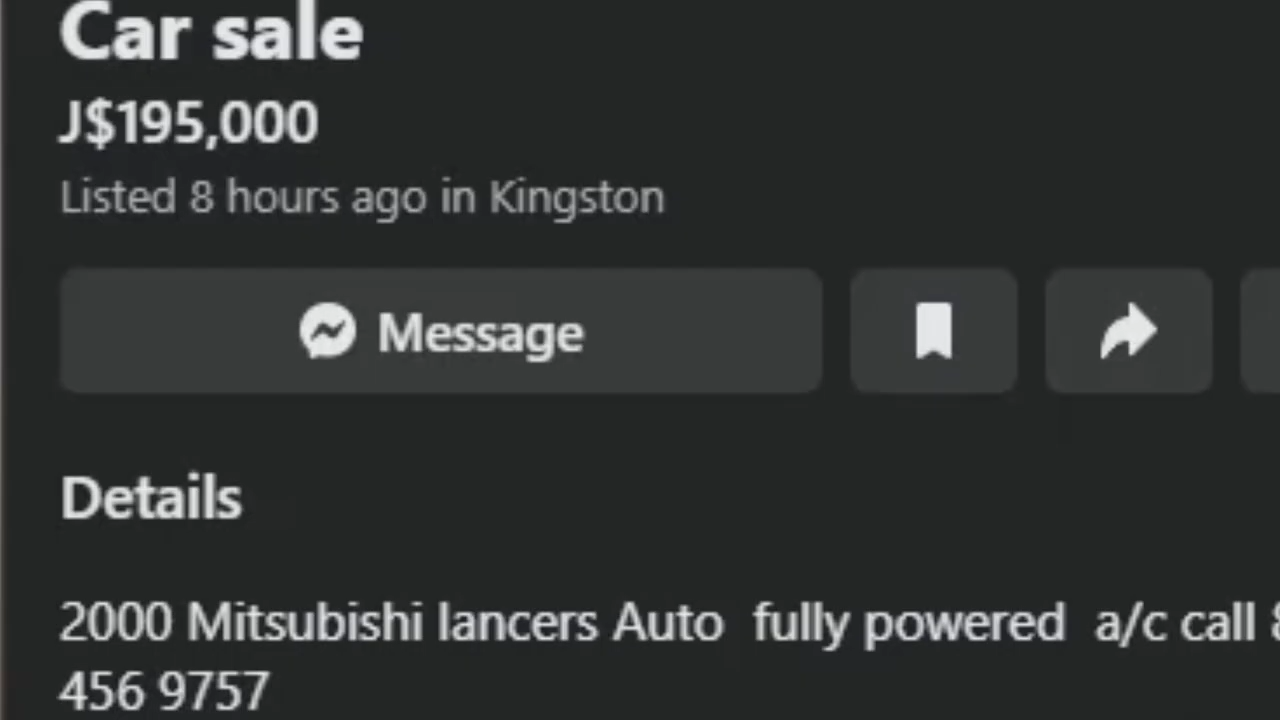 Car sale
J$195,000
Listed 8 hours ago in Kingston
Message
Details
2000 Mitsubishi lancers Auto  fully powered  a/c call
456 9757